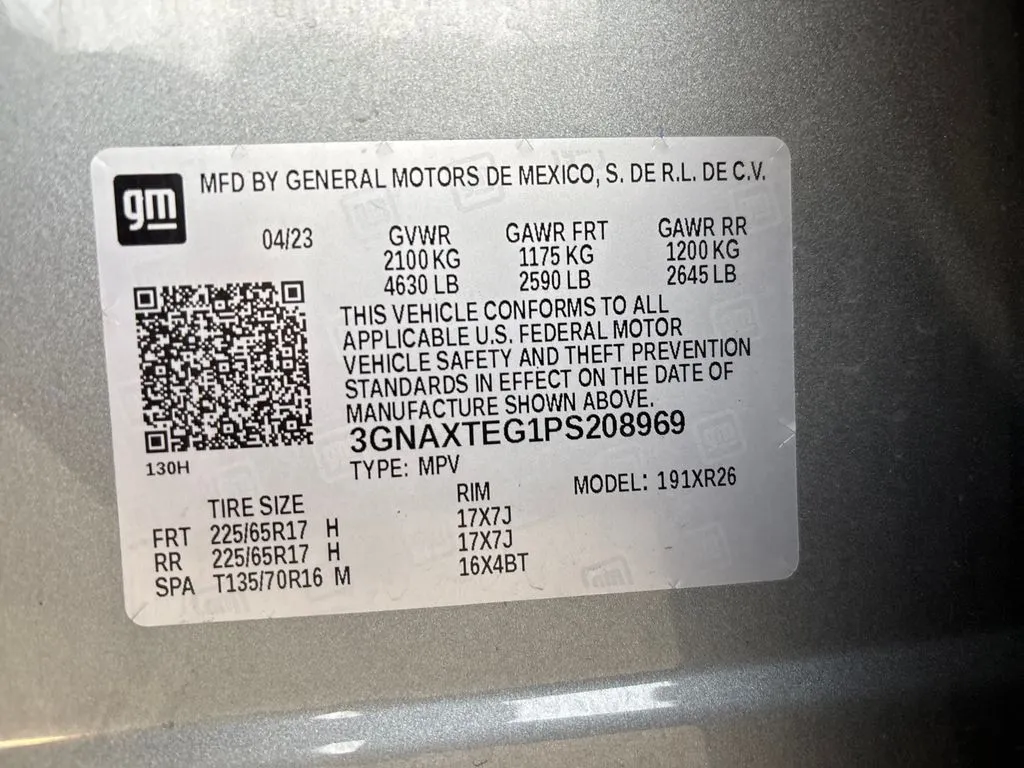 gm
MFD BY GENERAL MOTORS DE MEXICO, S. DE R.L. DE C.V.
04/23 GVWR GAWR FRT GAWR RR
2100 KG 1175 KG 1200 KG
4630 LB 2590 LB 2645 LB
THIS VEHICLE CONFORMS TO ALL
APPLICABLE U.S. FEDERAL MOTOR
VEHICLE SAFETY AND THEFT PREVENTION
STANDARDS IN EFFECT ON THE DATE OF
MANUFACTURE SHOWN ABOVE.
3GNAXTEG1PS208969
130H
TYPE: MPV
MODEL: 191XR26
TIRE SIZE RIM
FRT 225/65R17 H 17X7J
RR 225/65R17 H 17X7J
SPA T135/70R16 M 16X4BT